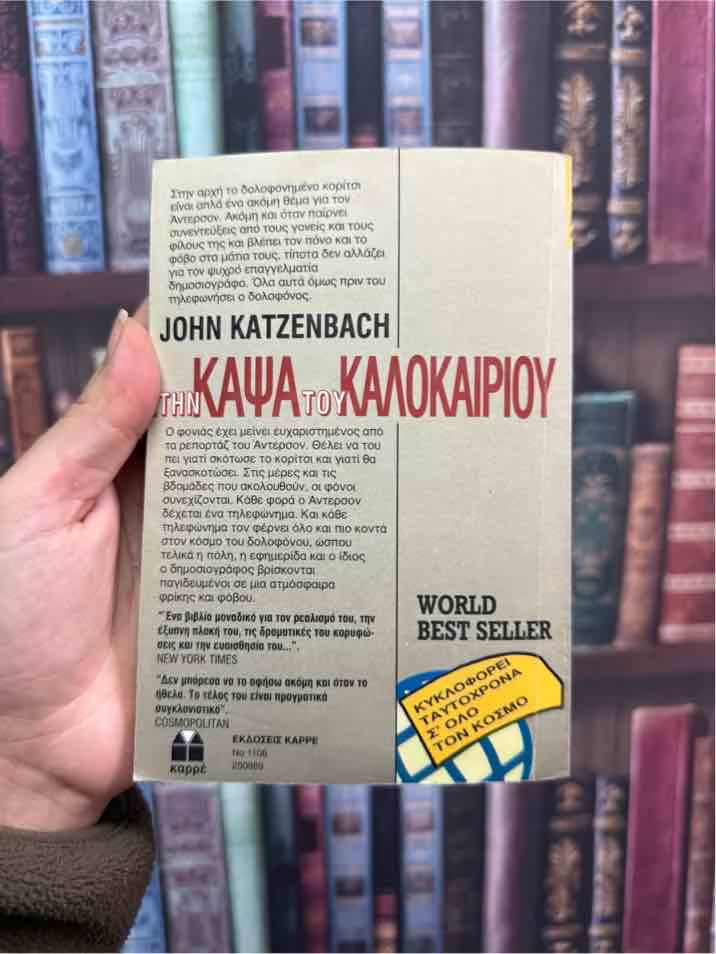 Στην αρχή το δολοφονημένο κορίτσι
είναι απλά ένα ακόμη θέμα για τον
Άντερσον. Ακόμη και όταν παίρνει
συνεντεύξεις από τους γονείς και τους
φίλους της και βλέπει τον πόνο και το
φόβο στα μάτια τους, τίποτα δεν αλλάζει
για τον ψυχρό επαγγελματία
δημοσιογράφο. Όλα αυτά όμως πριν του
τηλεφωνήσει ο δολοφόνος.
JOHN KATZENBACH
ΤΗΝ ΚΑΨΑ ΤΟΥ ΚΑΛΟΚΑΙΡΙΟΥ
Ο φονιάς έχει μείνει ευχαριστημένος από
τα ρεπορτάζ του Άντερσον. Θέλει να του
πει γιατί σκότωσε το κορίτσι και γιατί θα
ξανασκοτώσει. Στις μέρες και τις
βδομάδες που ακολουθούν, οι φόνοι
συνεχίζονται. Κάθε φορά ο Άντερσον
δέχεται ένα τηλεφώνημα. Και κάθε
τηλεφώνημα τον φέρνει όλο και πιο κοντά
στον κόσμο του δολοφόνου, ώσπου
τελικά η πόλη, η εφημερίδα και ο ίδιος
ο δημοσιογράφος βρίσκονται
παγιδευμένοι σε μια ατμόσφαιρα
φρίκης και φόβου.
"Ένα βιβλίο μοναδικό για τον ρεαλισμό του, την
έξυπνη πλοκή του, τις δραματικές του κορυφώ-
σεις και την ευαισθησία του...".
NEW YORK TIMES
"Δεν μπόρεσα να το αφήσω ακόμη και όταν το
ήθελα. Το τέλος του είναι πραγματικά
συγκλονιστικό".
COSMOPOLITAN
καρρέ
ΕΚΔΟΣΕΙΣ ΚΑΡΡΕ
No 1106
290889
WORLD
BEST SELLER
ΚΥΚΛΟΦΟΡΕΙ
ΤΑΥΤΟΧΡΟΝΑ
Σ' ΟΛΟ
ΤΟΝ ΚΟΣΜΟ